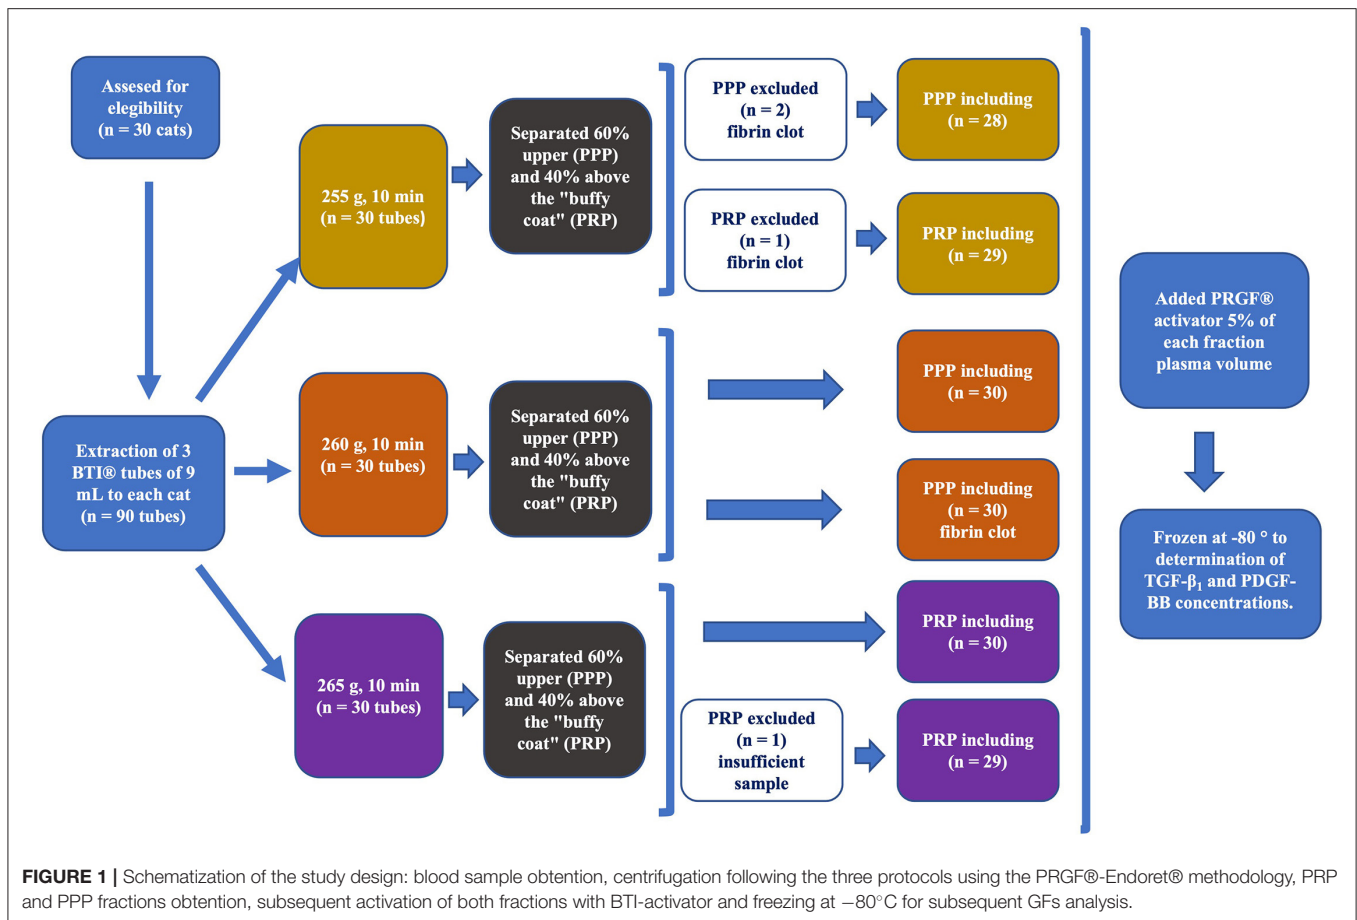 Assesed for
elegibility
(n = 30 cats)
Extraction of 3
BTI® tubes of 9
mL to each cat
(n = 90 tubes)
255 g, 10 min
(n = 30 tubes)
Separated 60%
upper (PPP)
and 40% above
the "buffy
coat" (PRP)
PPP excluded
(n = 2)
fibrin clot
PPP including
(n = 28)
PRP excluded
(n = 1)
fibrin clot
PRP including
(n = 29)
260 g, 10 min
(n = 30 tubes)
Separated 60%
upper (PPP)
and 40% above
the "buffy
coat" (PRP)
PPP including
(n = 30)
PPP including
(n = 30)
fibrin clot
265 g, 10 min
(n = 30 tubes)
Separated 60%
upper (PPP)
and 40% above
the "buffy
coat" (PRP)
PRP including
(n = 30)
PRP excluded
(n = 1)
insufficient
sample
PRP including
(n = 29)
Added PRGF®
activator 5% of
each fraction
plasma volume
Frozen at -80 ° to
determination of
TGF-β₁ and PDGF-
BB concentrations.
FIGURE 1 | Schematization of the study design: blood sample obtention, centrifugation following the three protocols using the PRGF®-Endoret® methodology, PRP
and PPP fractions obtention, subsequent activation of both fractions with BTI-activator and freezing at −80°C for subsequent GFs analysis.